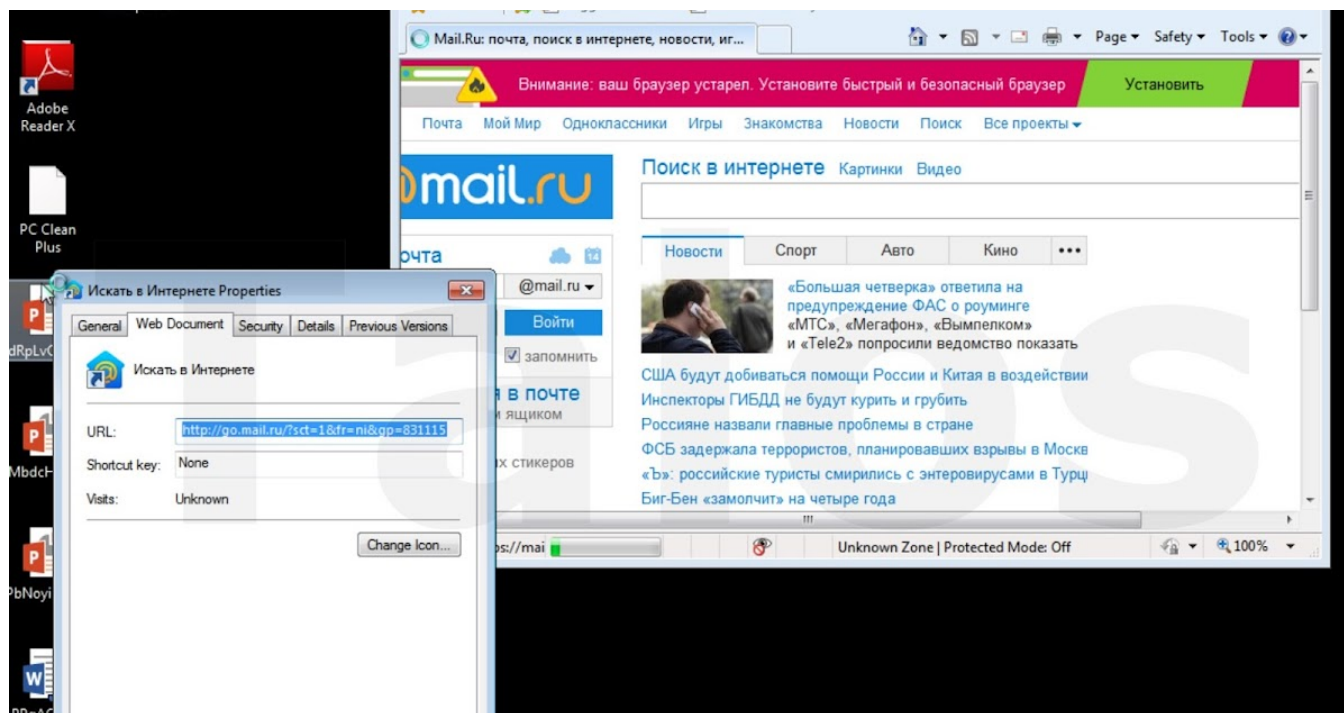 Adobe
Reader X
PC Clean
Plus
Mail.Ru: почта, поиск в интернете, новости, иг...
Page
Safety
Tools
Внимание: ваш браузер устарел. Установите быстрый и безопасный браузер
Установить
Почта
Мой Мир
Одноклассники
Игры
Знакомства
Новости
Поиск
Все проекты
@mail.ru
Поиск в интернете
Картинки
Видео
14
@mail.ru
Войти
запомнить
в почте
ящиком
стикеров
Новости
Спорт
Авто
Кино
•••
«Большая четверка» ответила на
предупреждение ФАС о роуминге
«МТС», «Мегафон», «Вымпелком»
и «Tele2» попросили ведомство показать
США будут добиваться помощи России и Китая в воздействии
Инспекторы ГИБДД не будут курить и грубить
Россияне назвали главные проблемы в стране
ФСБ задержала террористов, планировавших взрывы в Москв
«Ъ»: российские туристы смирились с энтеровирусами в Турц
Биг-Бен «замолчит» на четыре года
Unknown Zone | Protected Mode: Off
100%
Искать в Интернете Properties
General
Web Document
Security
Details
Previous Versions
Искать в Интернете
URL:
http://go.mail.ru/?sct=1&fr=ni&gp=831115
Shortcut key:
None
Visits:
Unknown
Change Icon...
Talos